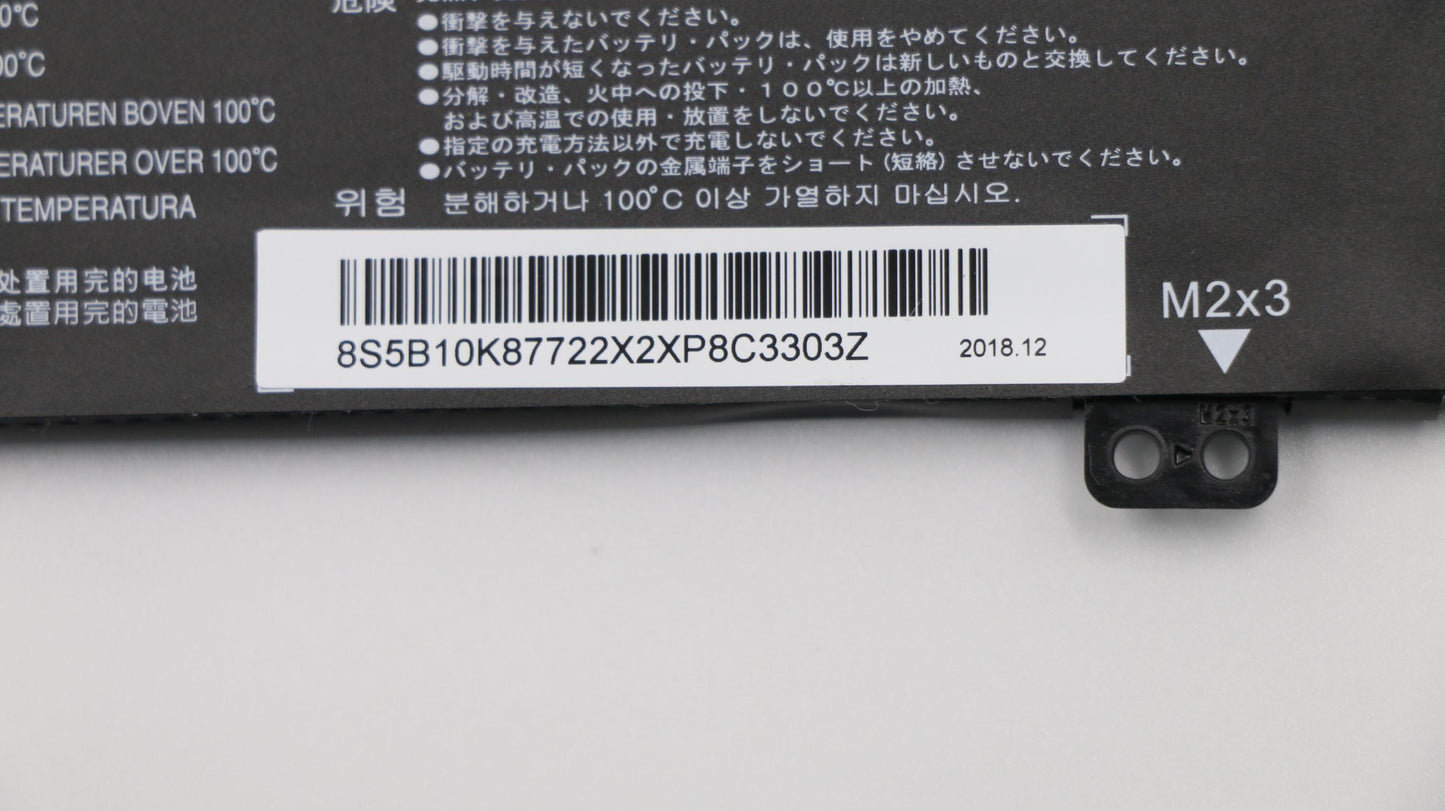 0°C
00°C
ERATUREN BOVEN 100°C
ERATURER OVER 100°C
TEMPERATURA
处置用完的电池
處置用完的電池
危険
●衝撃を与えないでください。
●衝撃を与えたバッテリ・パックは、使用をやめてください。
●駆動時間が短くなったバッテリ・パックは新しいものと交換してください。
●分解・改造、火中への投下・100℃以上の加熱、
および高温での使用・放置をしないでください。
●指定の充電方法以外で充電しないでください。
●バッテリ・パックの金属端子をショート(短絡)させないでください。
위험 분해하거나 100°C 이상 가열하지 마십시오.
8S5B10K87722X2XP8C3303Z 2018.12
M2x3
M2x3